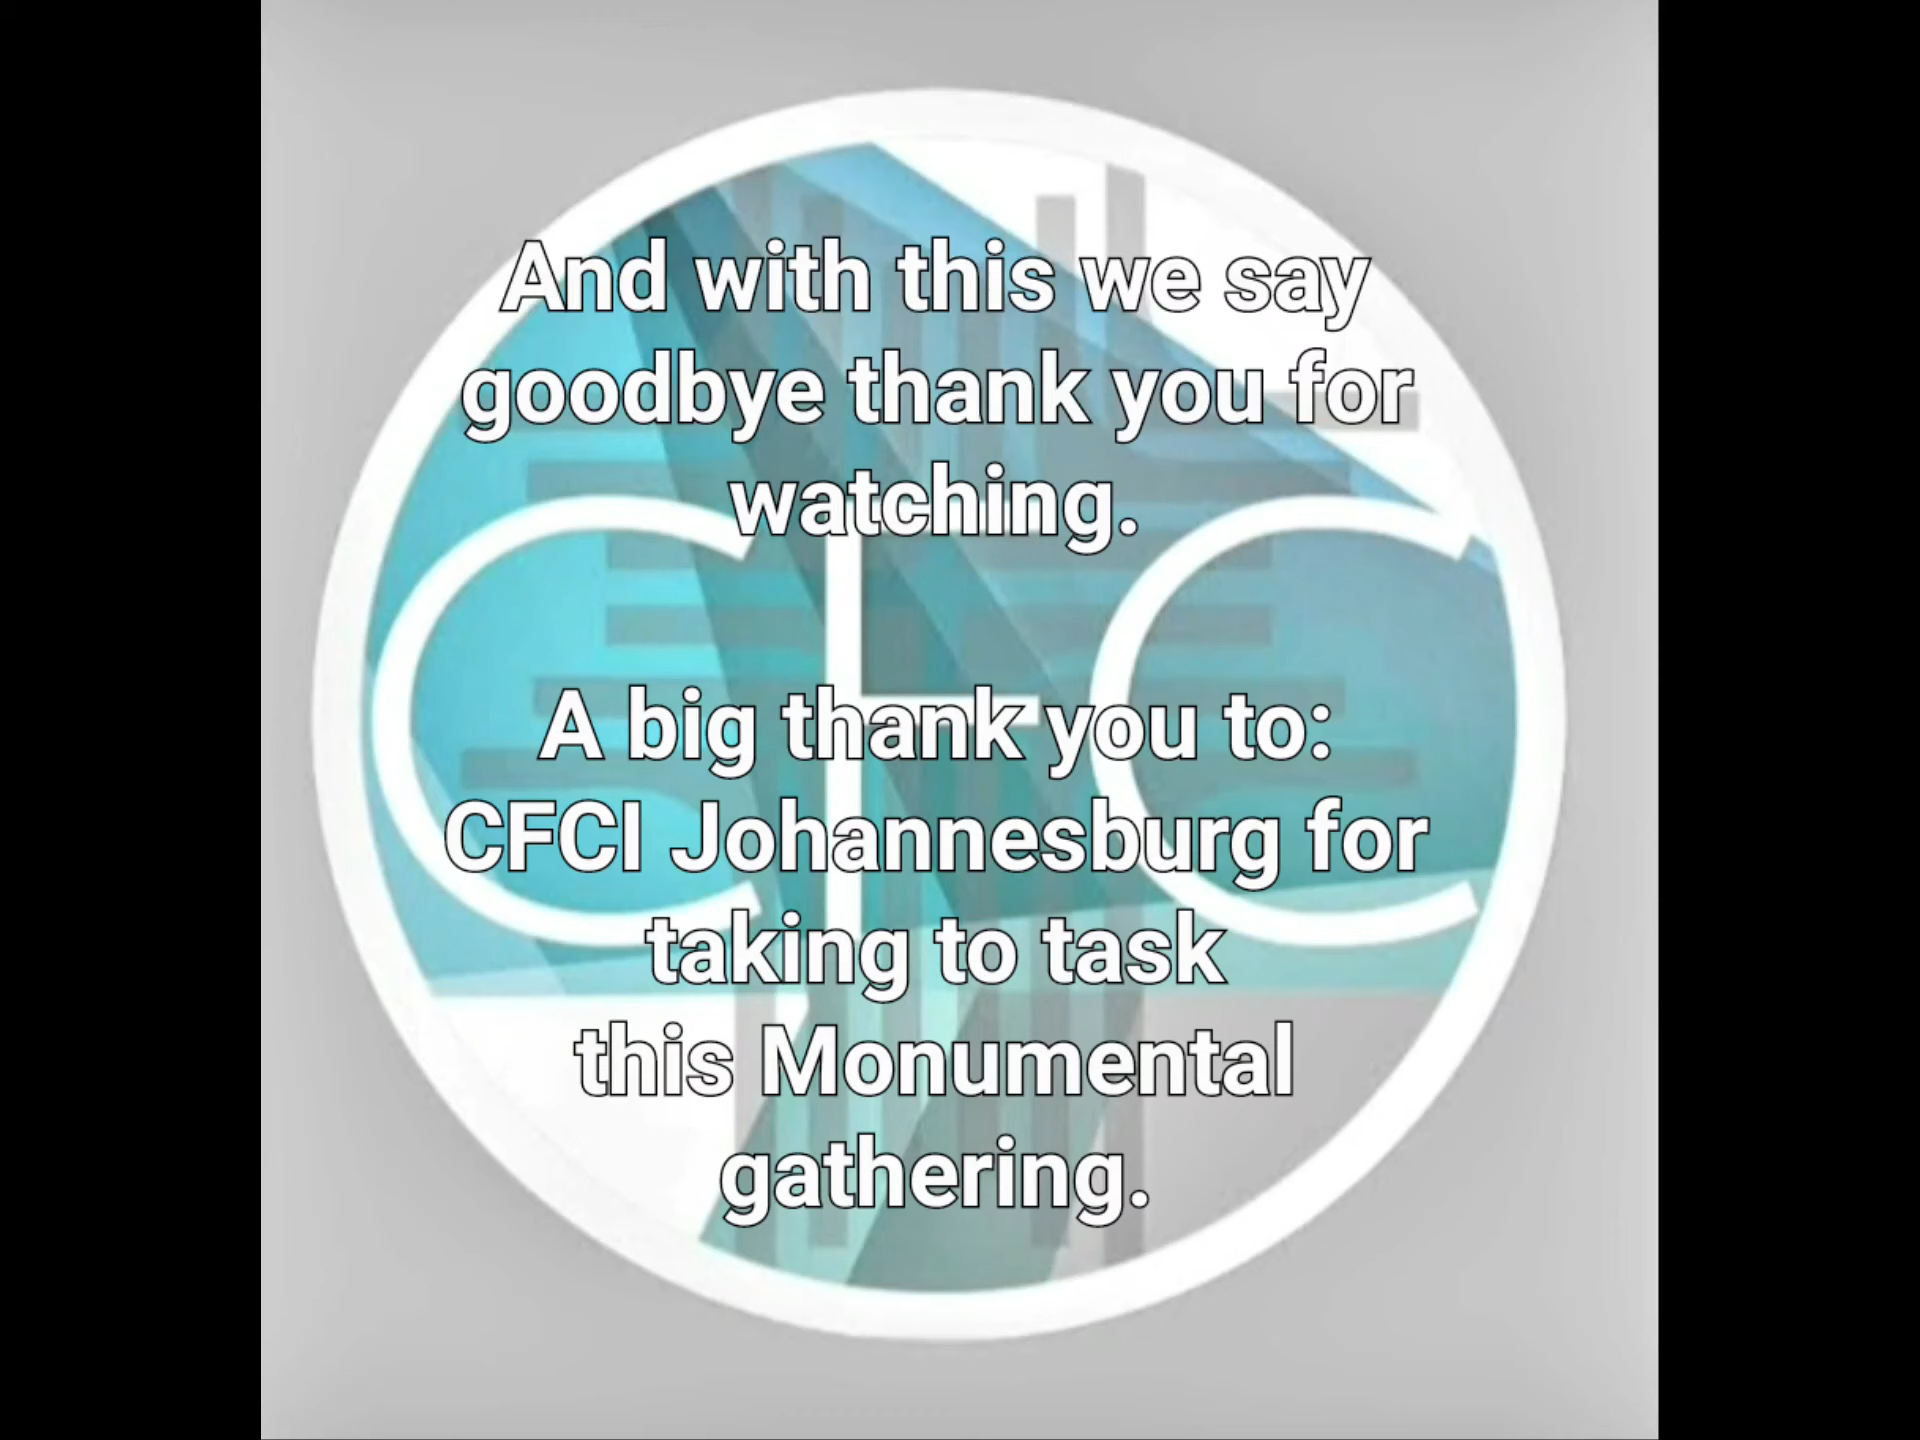 And with this we say
goodbye thank you for
watching.
CFC
A big thank you to:
CFCI Johannesburg for
taking to task
this Monumental
gathering.